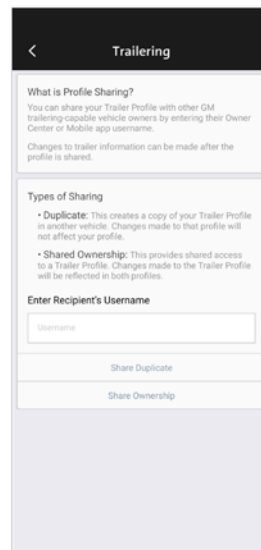 Trailering
What is Profile Sharing?
You can share your Trailer Profile with other GM
trailering-capable vehicle owners by entering their Owner
Center or Mobile app username.
Changes to trailer information can be made after the
profile is shared.
Types of Sharing
• Duplicate: This creates a copy of your Trailer Profile
in another vehicle. Changes made to that profile will
not affect your profile.
• Shared Ownership: This provides shared access
to a Trailer Profile. Changes made to the Trailer Profile
will be reflected in both profiles.
Enter Recipient's Username
Username
Share Duplicate
Share Ownership